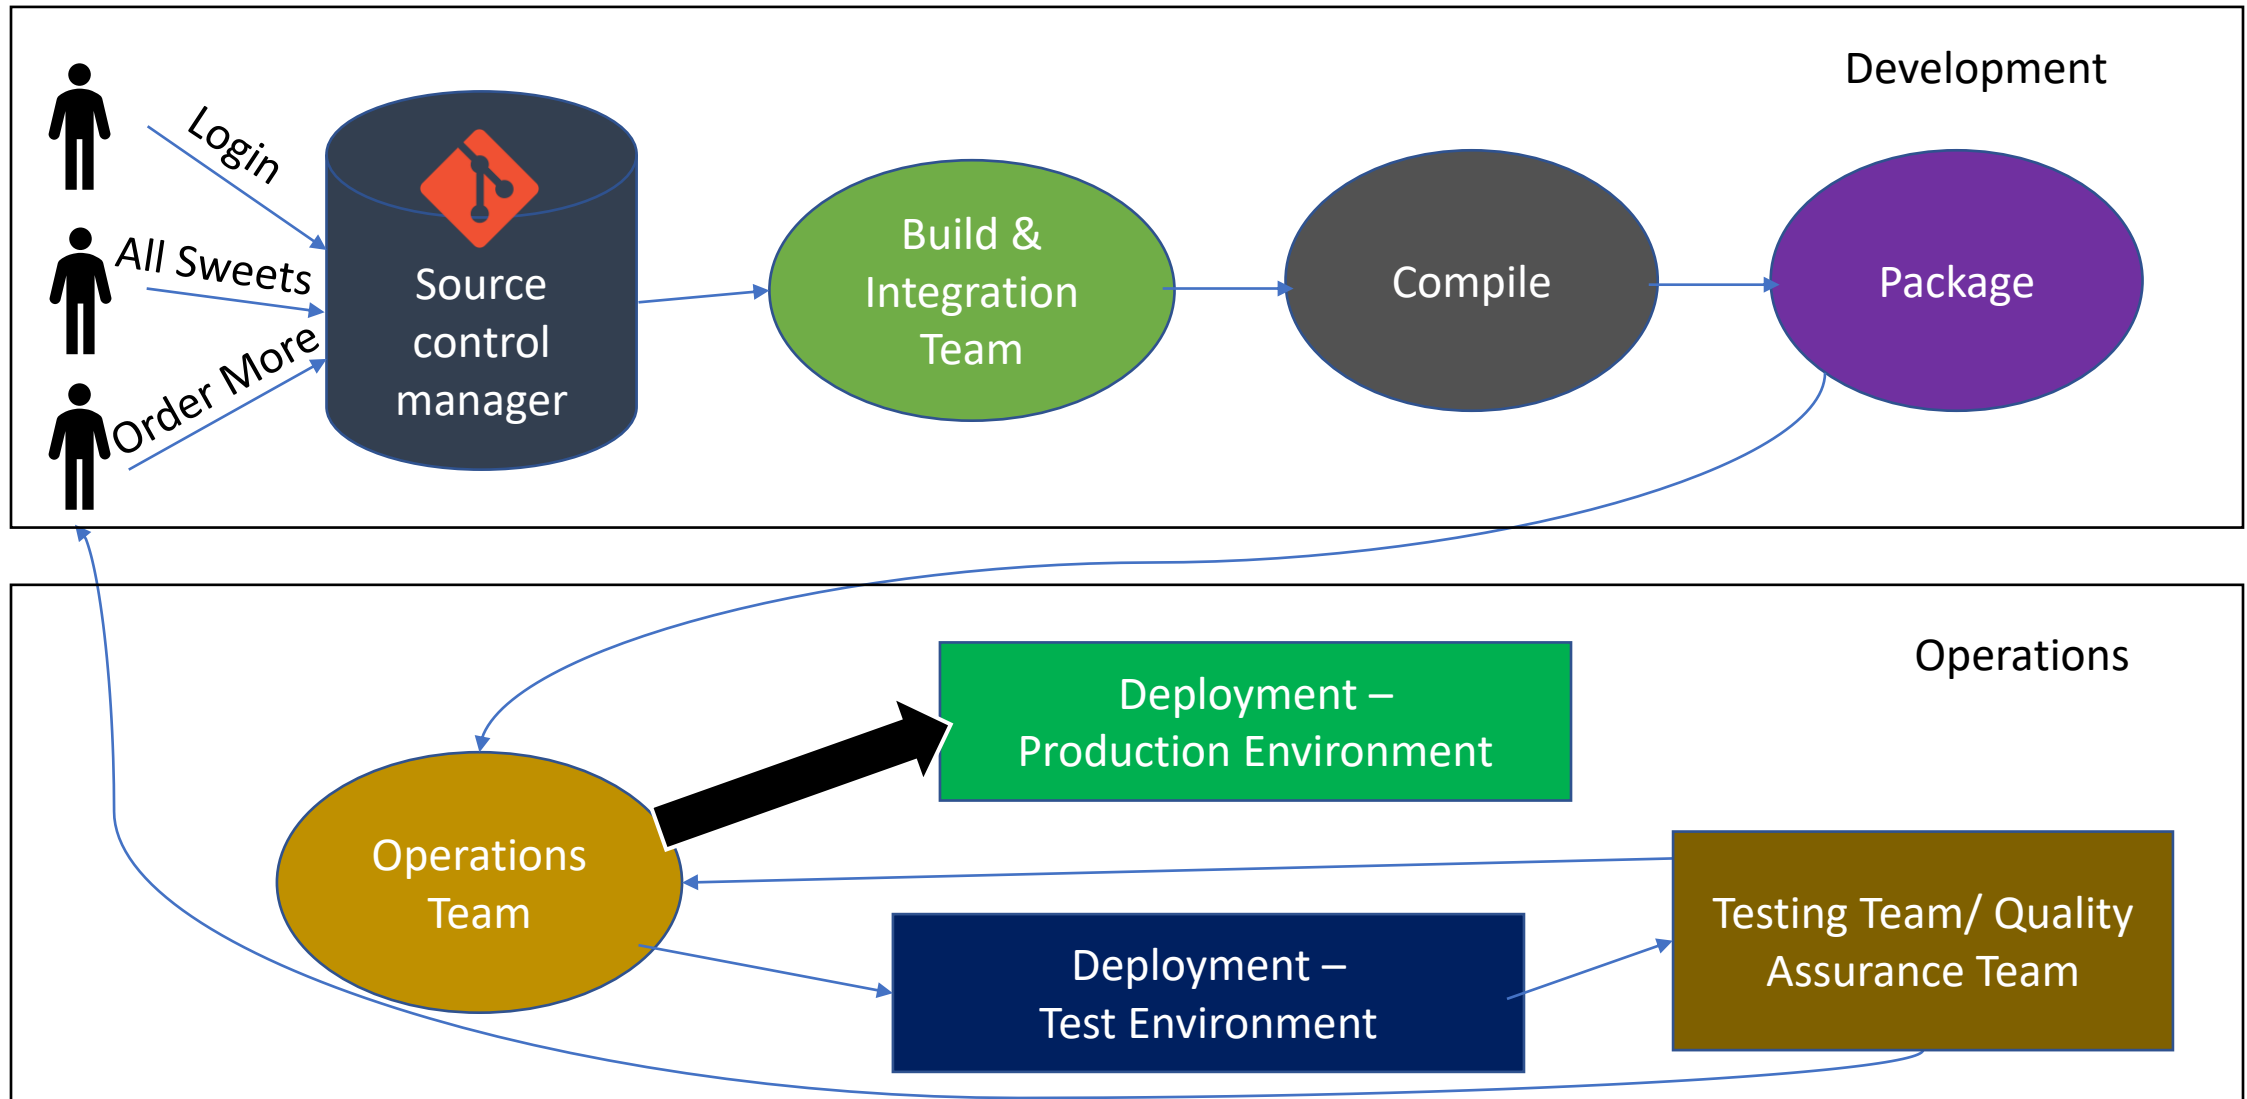 Development
Login
All Sweets
Order More
Source
control
manager
Build &
Integration
Team
Compile
Package
Operations
Deployment –
Production Environment
Operations
Team
Testing Team/ Quality
Assurance Team
Deployment –
Test Environment